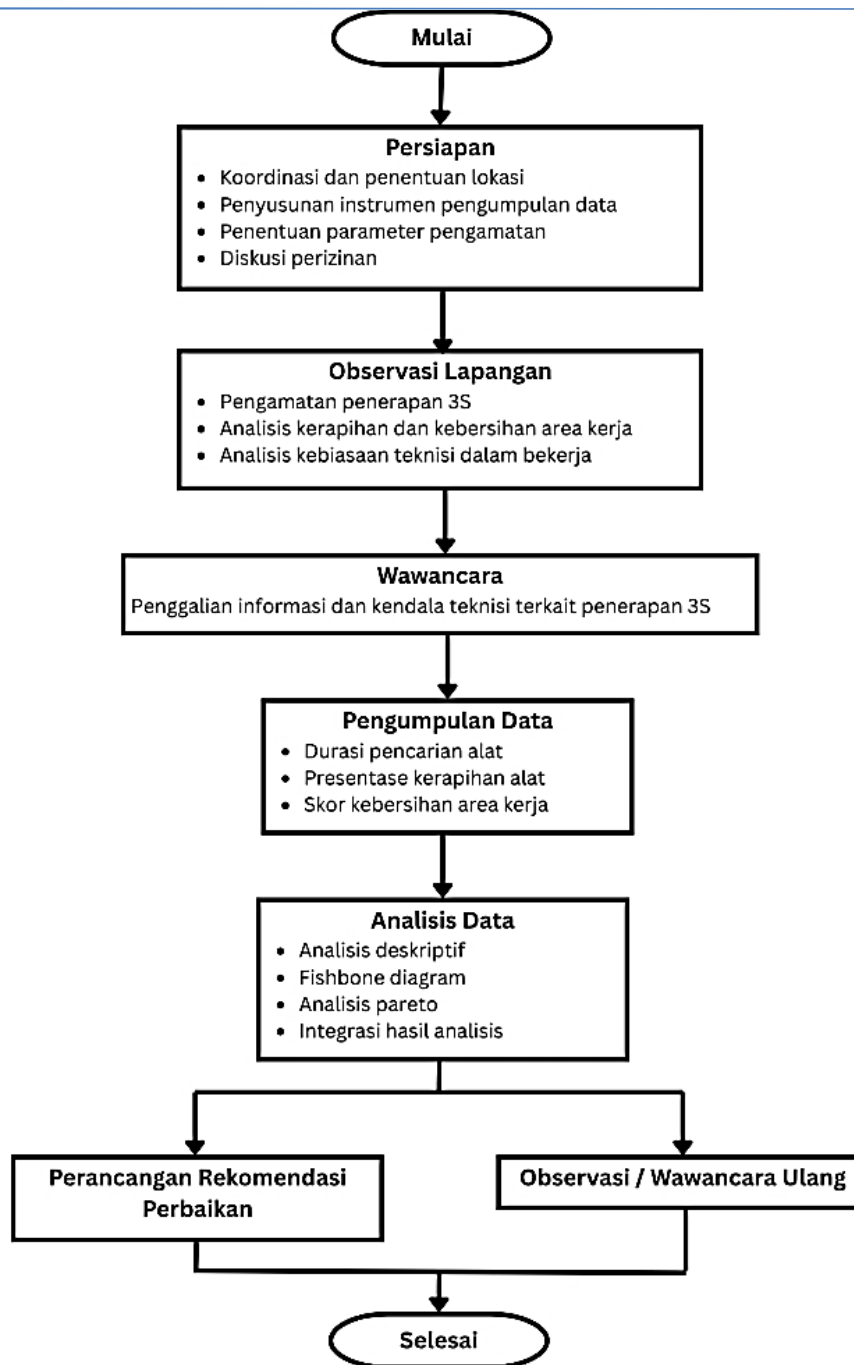 Mulai
Persiapan
• Koordinasi dan penentuan lokasi
• Penyusunan instrumen pengumpulan data
• Penentuan parameter pengamatan
• Diskusi perizinan
Observasi Lapangan
• Pengamatan penerapan 3S
• Analisis kerapihan dan kebersihan area kerja
• Analisis kebiasaan teknisi dalam bekerja
Wawancara
Penggalian informasi dan kendala teknisi terkait penerapan 3S
Pengumpulan Data
• Durasi pencarian alat
• Presentase kerapihan alat
• Skor kebersihan area kerja
Analisis Data
• Analisis deskriptif
• Fishbone diagram
• Analisis pareto
• Integrasi hasil analisis
Perancangan Rekomendasi
Perbaikan
Observasi / Wawancara Ulang
Selesai